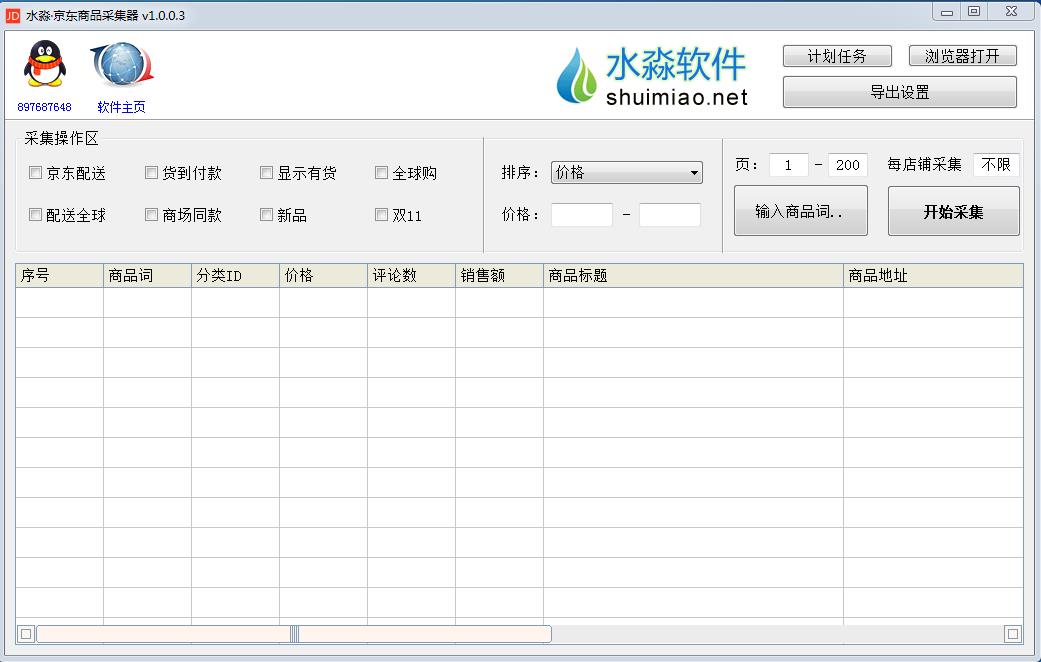 JD 水淼·京东商品采集器 v1.0.0.3
897687648 软件主页
水淼软件
shuimiao.net
计划任务 浏览器打开
导出设置
采集操作区
京东配送 货到付款 显示有货 全球购
配送全球 商场同款 新品 双11
排序： 价格
价格： -
页： 1 - 200 每店铺采集 不限
输入商品词.. 开始采集
序号 商品词 分类ID 价格 评论数 销售额 商品标题 商品地址